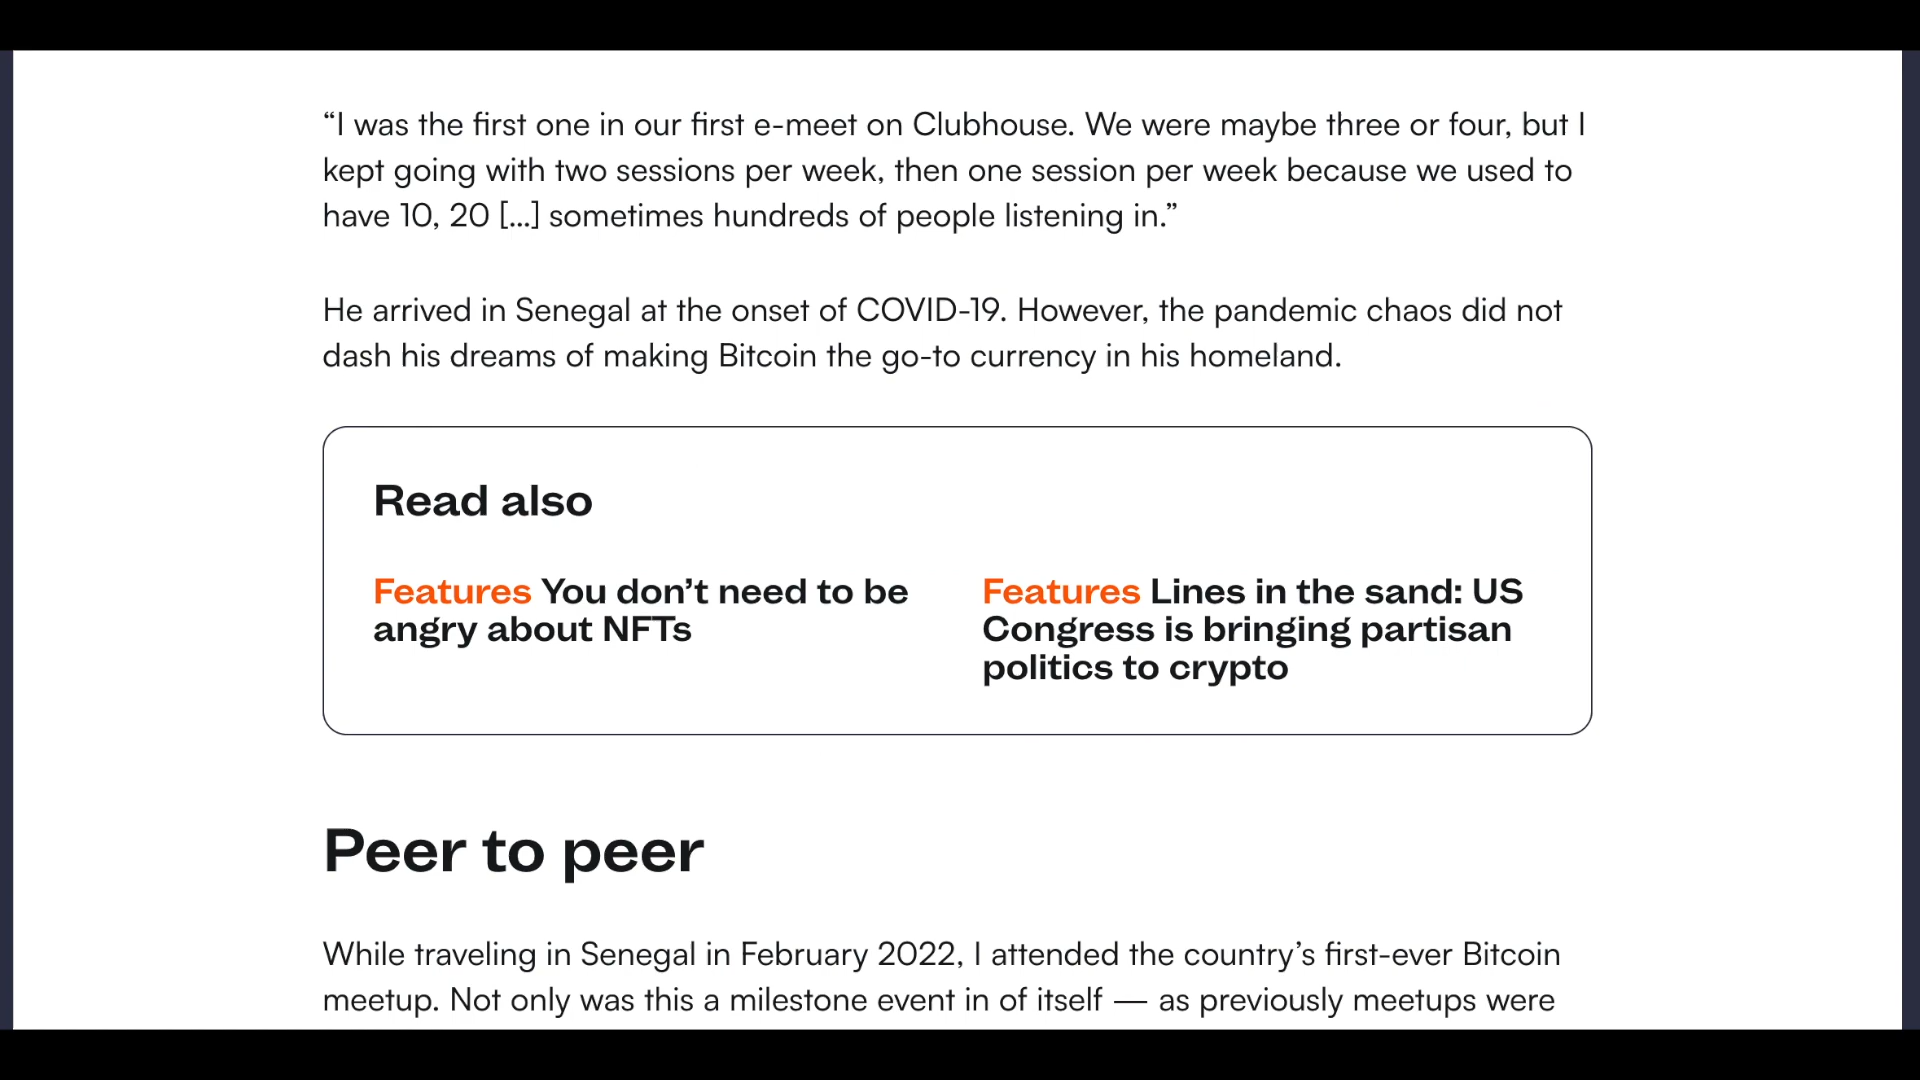 “I was the first one in our first e-meet on Clubhouse. We were maybe three or four, but I
kept going with two sessions per week, then one session per week because we used to
have 10, 20 [...] sometimes hundreds of people listening in.”
He arrived in Senegal at the onset of COVID-19. However, the pandemic chaos did not
dash his dreams of making Bitcoin the go-to currency in his homeland.
Read also
Features You don’t need to be
angry about NFTs
Features Lines in the sand: US
Congress is bringing partisan
politics to crypto
Peer to peer
While traveling in Senegal in February 2022, I attended the country’s first-ever Bitcoin
meetup. Not only was this a milestone event in of itself — as previously meetups were